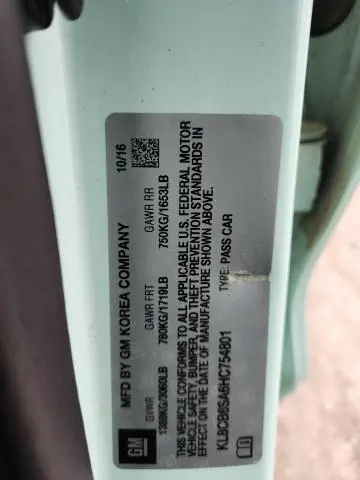 GM
MFD BY GM KOREA COMPANY 10/16
GVWR GAWR FRT GAWR RR
1388KG/3060LB 780KG/1719LB 750KG/1653LB
THIS VEHICLE CONFORMS TO ALL APPLICABLE U.S. FEDERAL MOTOR
VEHICLE SAFETY, BUMPER, AND THEFT PREVENTION STANDARDS IN
EFFECT ON THE DATE OF MANUFACTURE SHOWN ABOVE.
KL8CB6SA6HC754801 TYPE: PASS CAR